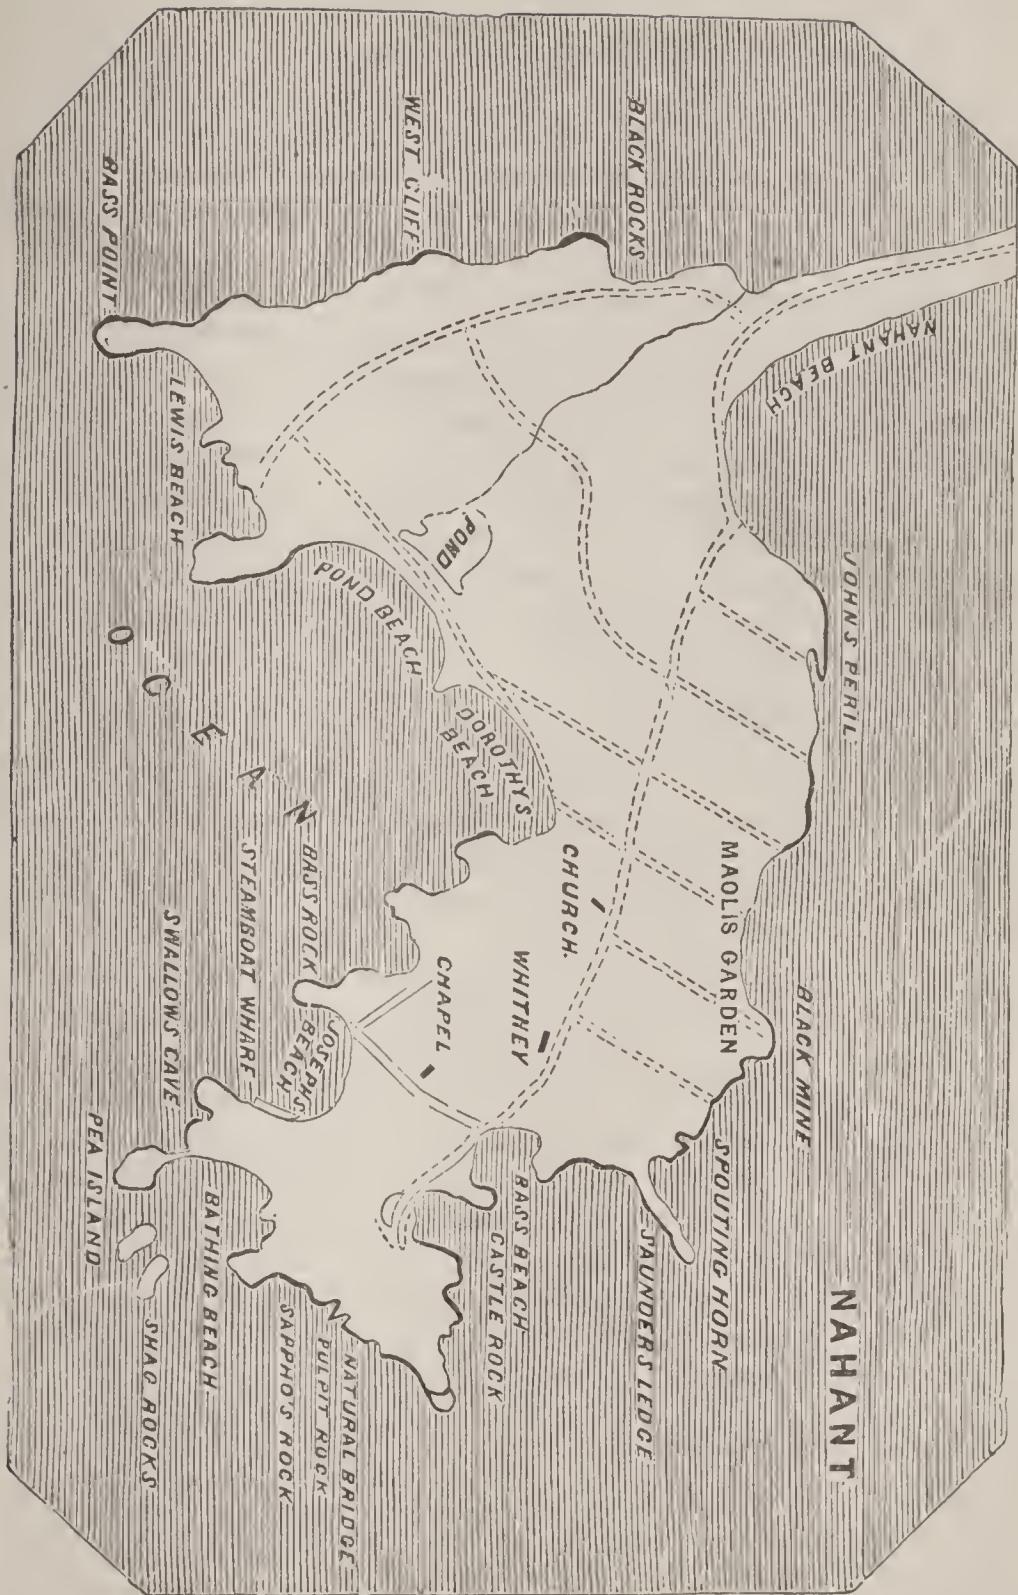 NAHANT
BLACK ROCKS
WEST CLIFF
BASS POINT
NAHANT BEACH
LEWIS BEACH
POND
POND BEACH
JOHNS PERIL
DOROTHYS
BEACH
OCEAN
MAOLIS GARDEN
BLACK MINE
CHURCH.
WHITHEY
CHAPEL
BASS ROCK
JOSEPHS
BEACH
STEAMBOAT WHARF
SWALLOWS CAVE
PEA ISLAND
SPOUTING HORN
SAUNDERS LEDGE
BASS BEACH
CASTLE ROCK
NATURAL BRIDGE
PULPIT ROCK
SAPPHO'S ROCK
BATHING BEACH
SHAG ROCKS